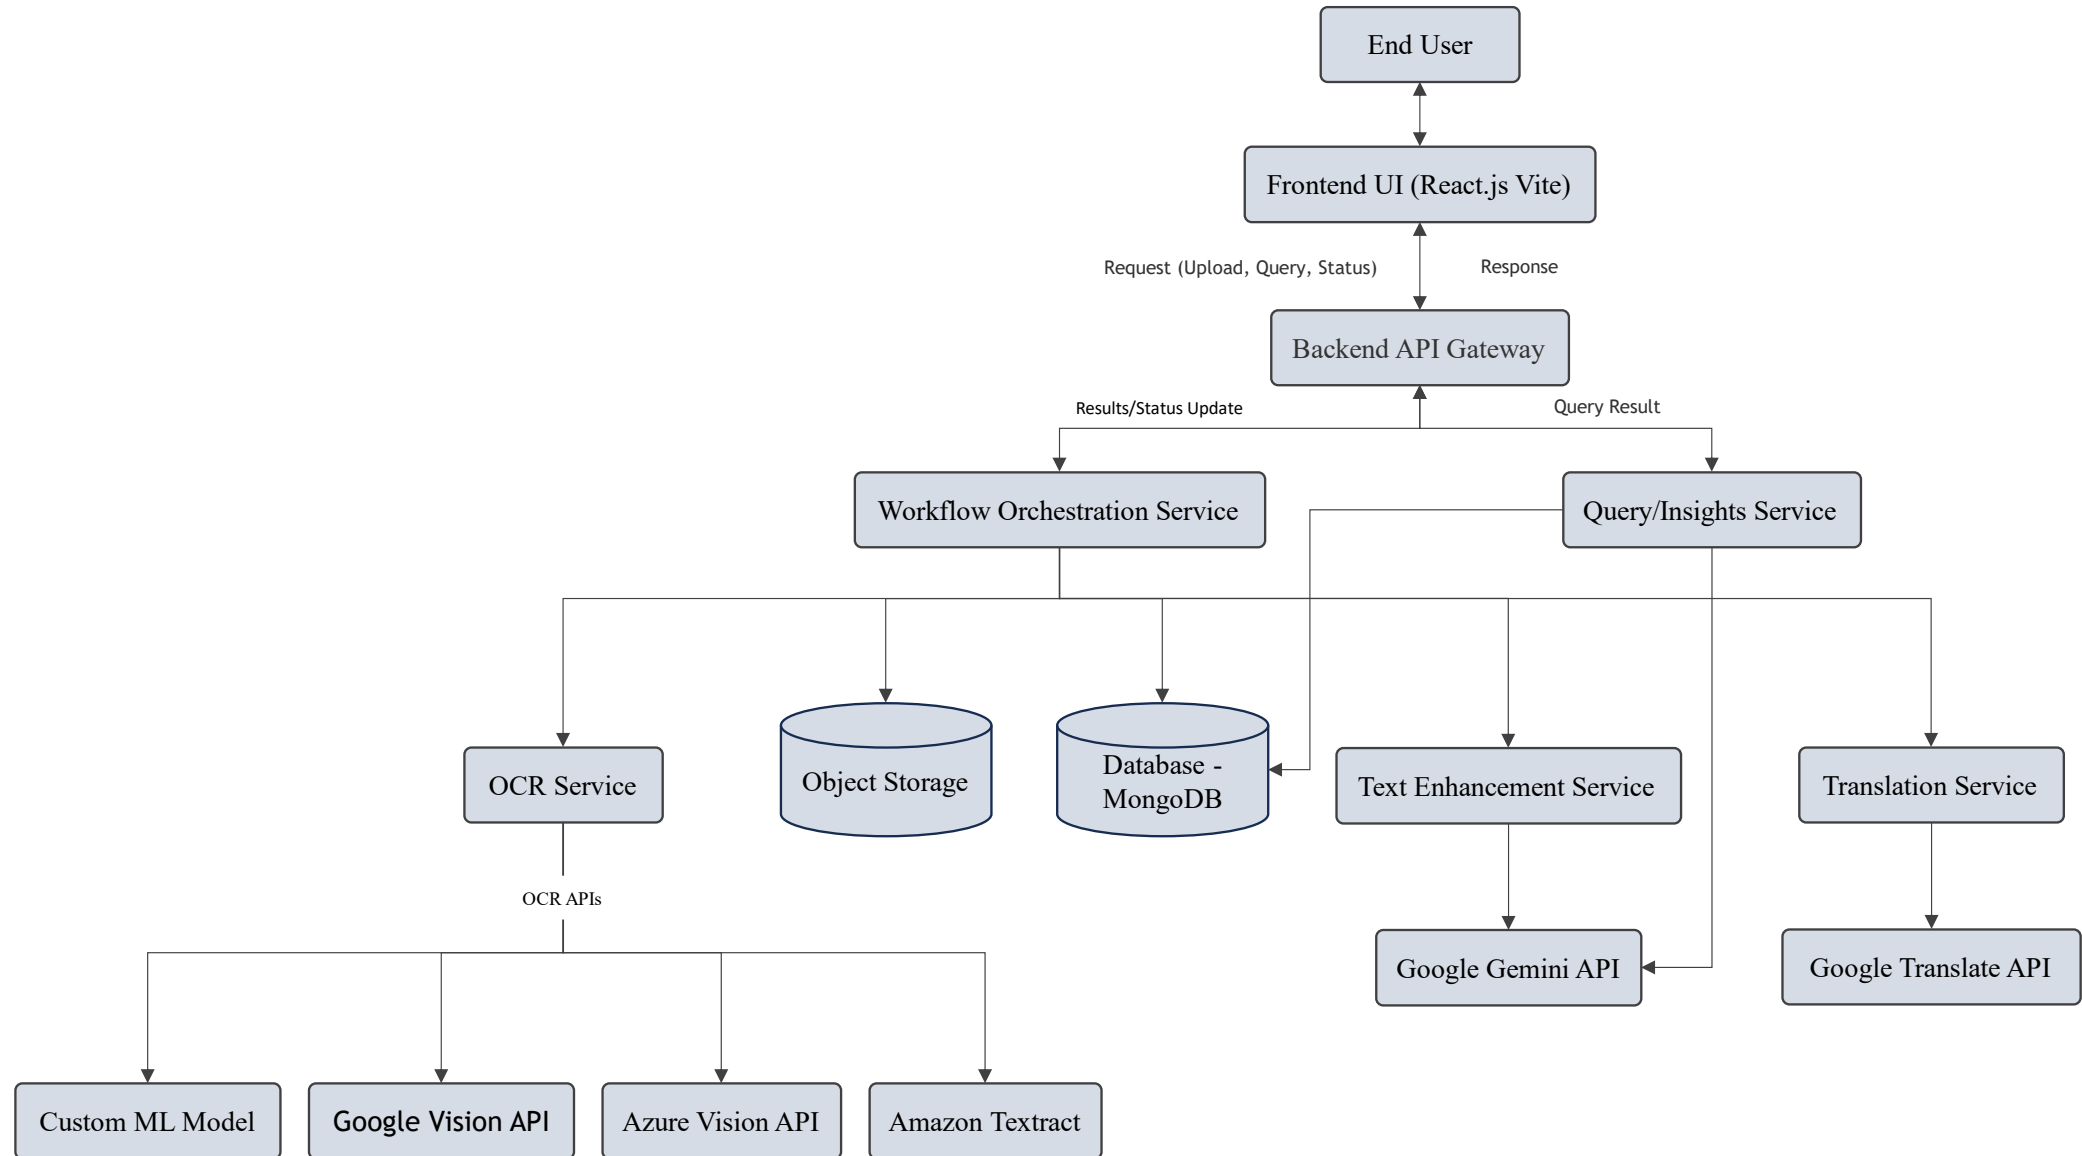 End User
Frontend UI (React.js Vite)
Request (Upload, Query, Status)
Response
Backend API Gateway
Results/Status Update
Query Result
Workflow Orchestration Service
Query/Insights Service
OCR Service
Object Storage
Database -
MongoDB
Text Enhancement Service
Translation Service
OCR APIs
Google Gemini API
Google Translate API
Custom ML Model
Google Vision API
Azure Vision API
Amazon Textract